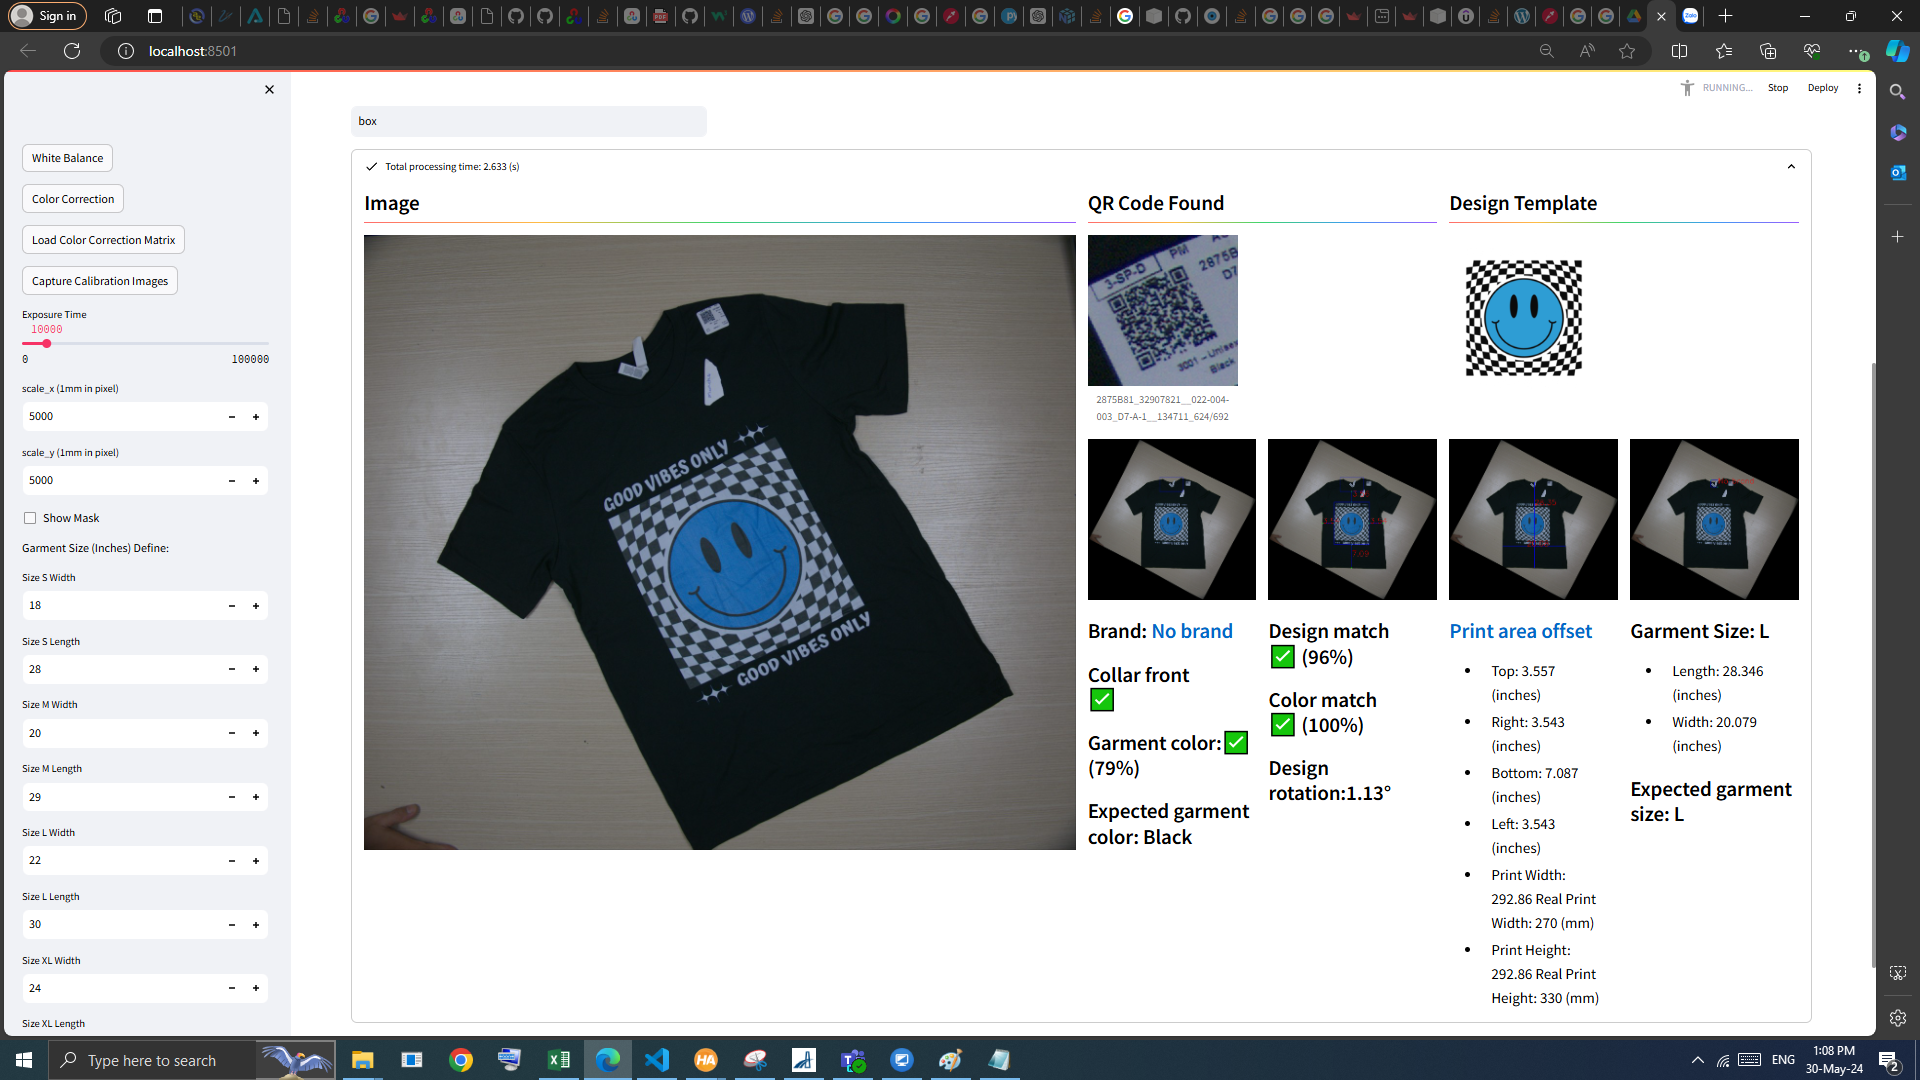 Sign in
localhost:8501
RUNNING...
Stop
Deploy
White Balance
Color Correction
Load Color Correction Matrix
Capture Calibration Images
Exposure Time
10000
0
100000
scale_x (1mm in pixel)
5000
scale_y (1mm in pixel)
5000
Show Mask
Garment Size (Inches) Define:
Size S Width
18
Size S Length
28
Size M Width
20
Size M Length
29
Size L Width
22
Size L Length
30
Size XL Width
24
Size XL Length
box
Total processing time: 2.633 (s)
Image
GOOD VIBES ONLY
GOOD VIBES ONLY
QR Code Found
3-SP-D
PM
2875B
D7
3001 – Unisex
Black
2875B81_32907821__022-004-
003_D7-A-1__134711_624/692
Design Template
Brand: No brand
Collar front
Garment color:
(79%)
Expected garment
color: Black
Design match
(96%)
Color match
(100%)
Design
rotation:1.13°
Print area offset
Top: 3.557
(inches)
Right: 3.543
(inches)
Bottom: 7.087
(inches)
Left: 3.543
(inches)
Print Width:
292.86 Real Print
Width: 270 (mm)
Print Height:
292.86 Real Print
Height: 330 (mm)
Garment Size: L
Length: 28.346
(inches)
Width: 20.079
(inches)
Expected garment
size: L
Type here to search
ENG
1:08 PM
30-May-24
2